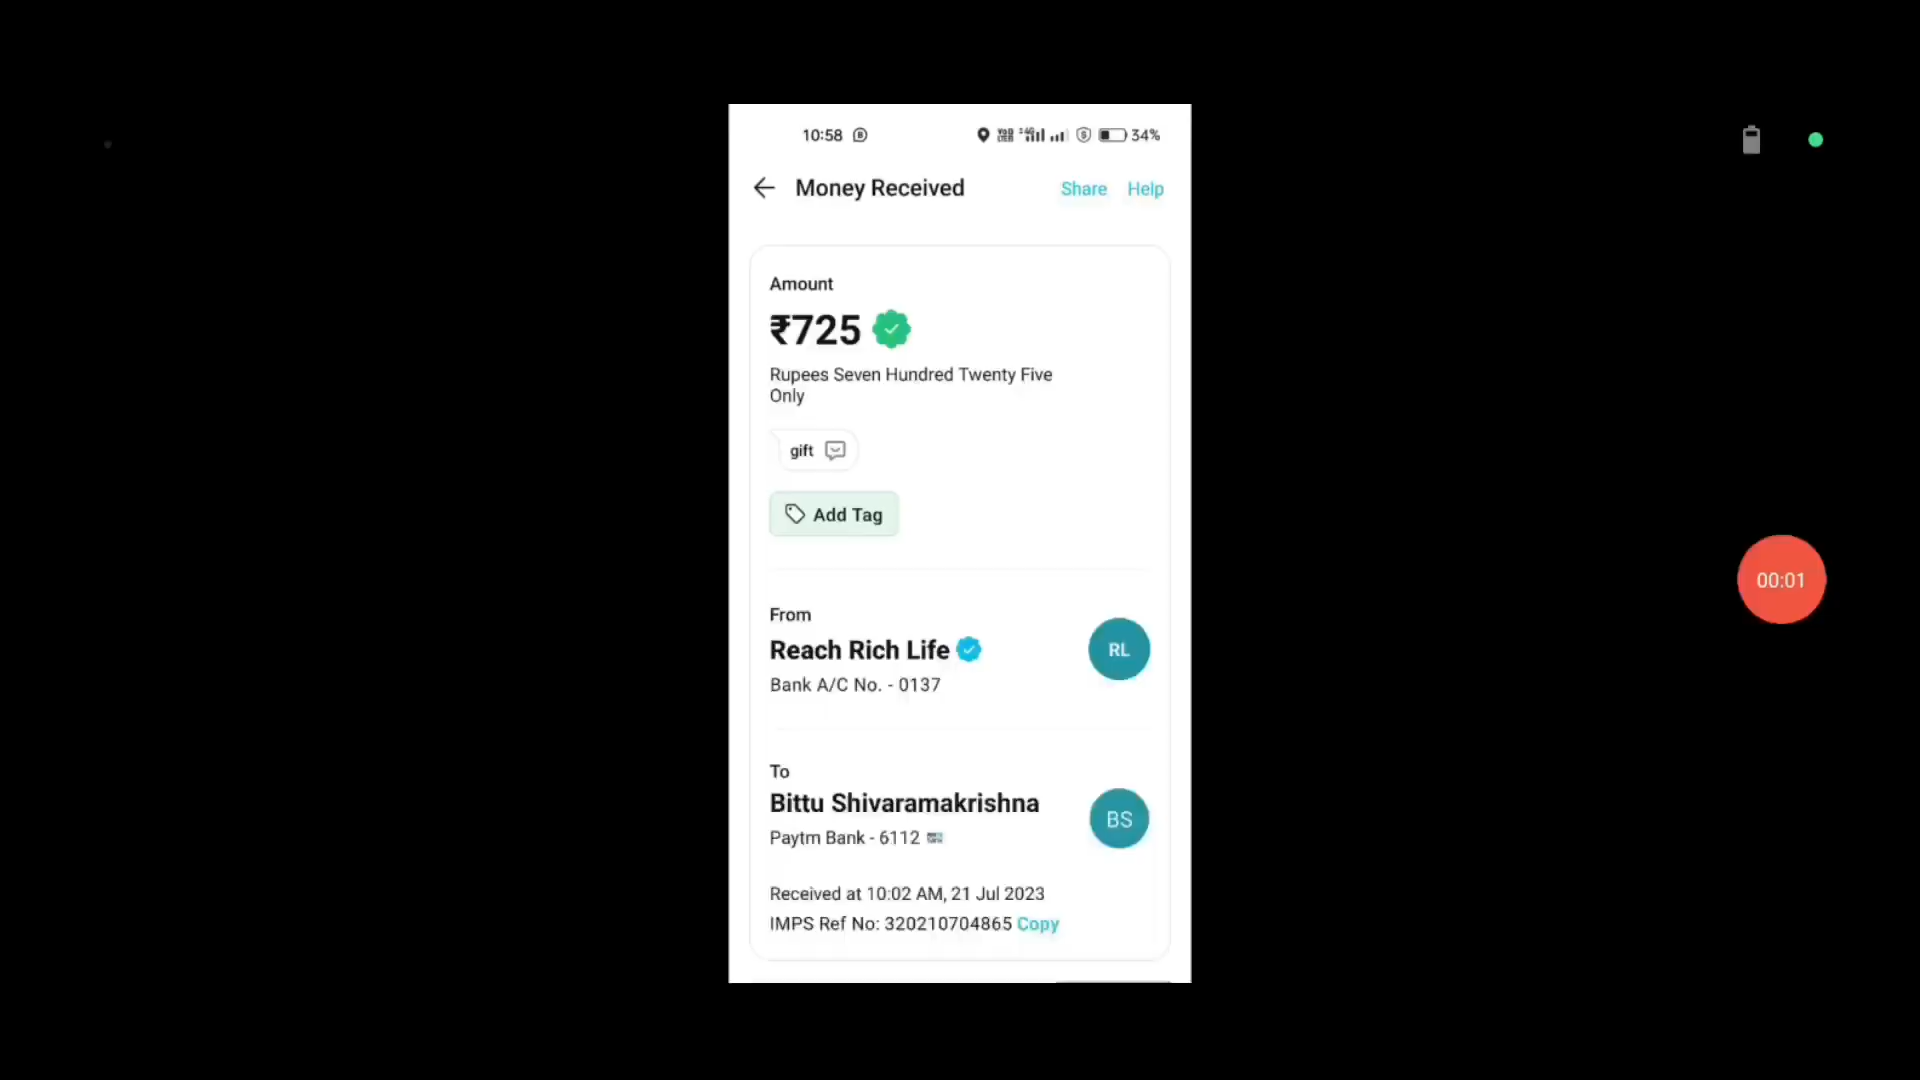 10:58 34%
Money Received Share Help
Amount
₹725
Rupees Seven Hundred Twenty Five
Only
gift
Add Tag
From
Reach Rich Life RL
Bank A/C No. - 0137
To
Bittu Shivaramakrishna BS
Paytm Bank - 6112
Received at 10:02 AM, 21 Jul 2023
IMPS Ref No: 320210704865 Copy
00:01